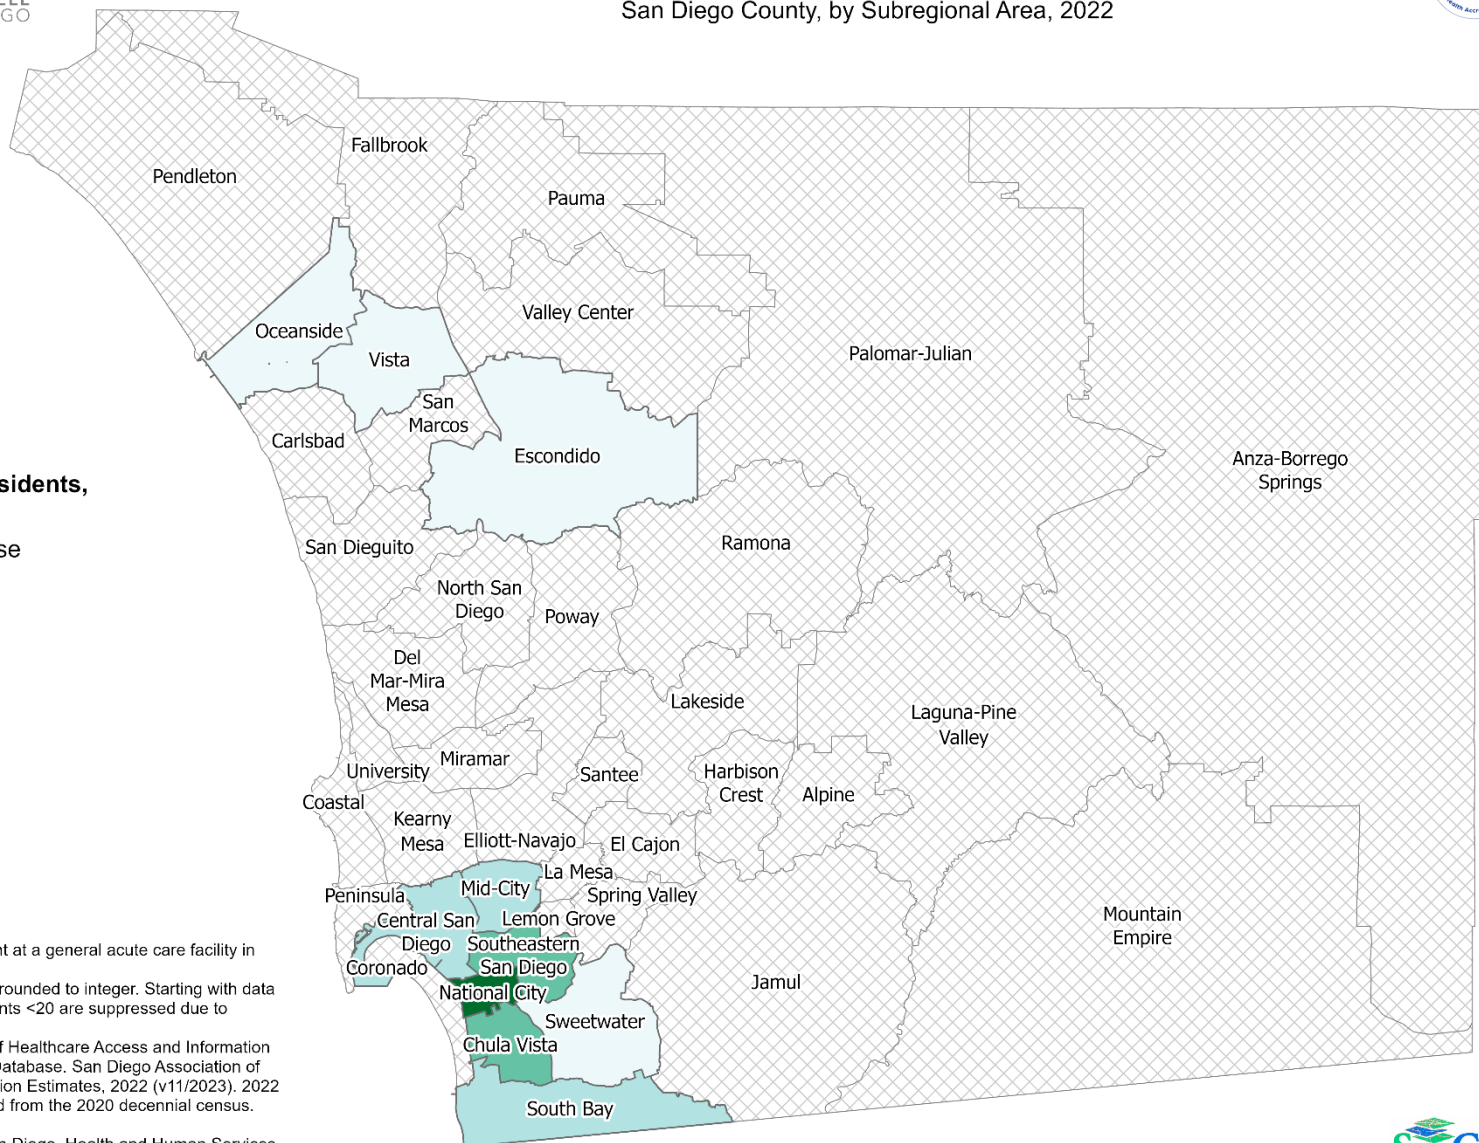 GO
San Diego County, by Subregional Area, 2022
Fallbrook
Pendleton
Pauma
Valley Center
Oceanside
Vista
Palomar-Julian
San
Marcos
Carlsbad
Escondido
Anza-Borrego
Springs
sidents,
se
San Dieguito
Ramona
North San
Diego
Poway
Del
Mar-Mira
Mesa
Lakeside
Laguna-Pine
Valley
Miramar
University
Santee
Harbison
Crest
Alpine
Coastal
Kearny
Mesa
Elliott-Navajo
El Cajon
La Mesa
Mid-City
Peninsula
Spring Valley
Central San
Diego
Lemon Grove
Mountain
Empire
Southeastern
San Diego
Coronado
Jamul
National City
Sweetwater
Chula Vista
South Bay
nt at a general acute care facility in
rounded to integer. Starting with data
nts <20 are suppressed due to
f Healthcare Access and Information
Database. San Diego Association of
ion Estimates, 2022 (v11/2023). 2022
d from the 2020 decennial census.
n Diego, Health and Human Services